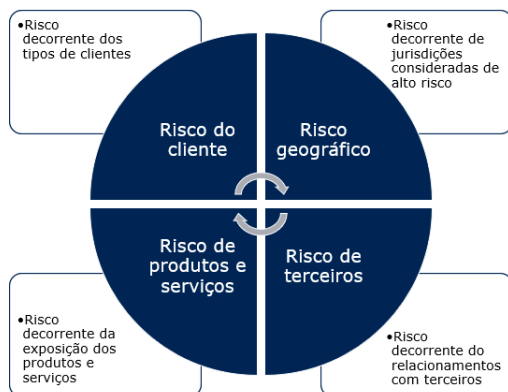 •Risco
decorrente dos
tipos de clientes
•Risco
decorrente de
jurisdições
consideradas de
alto risco
Risco do
cliente
Risco
geográfico
Risco de
produtos e
serviços
Risco de
terceiros
•Risco
decorrente da
exposição dos
produtos e
serviços
•Risco
decorrente do
relacionamentos
com terceiros